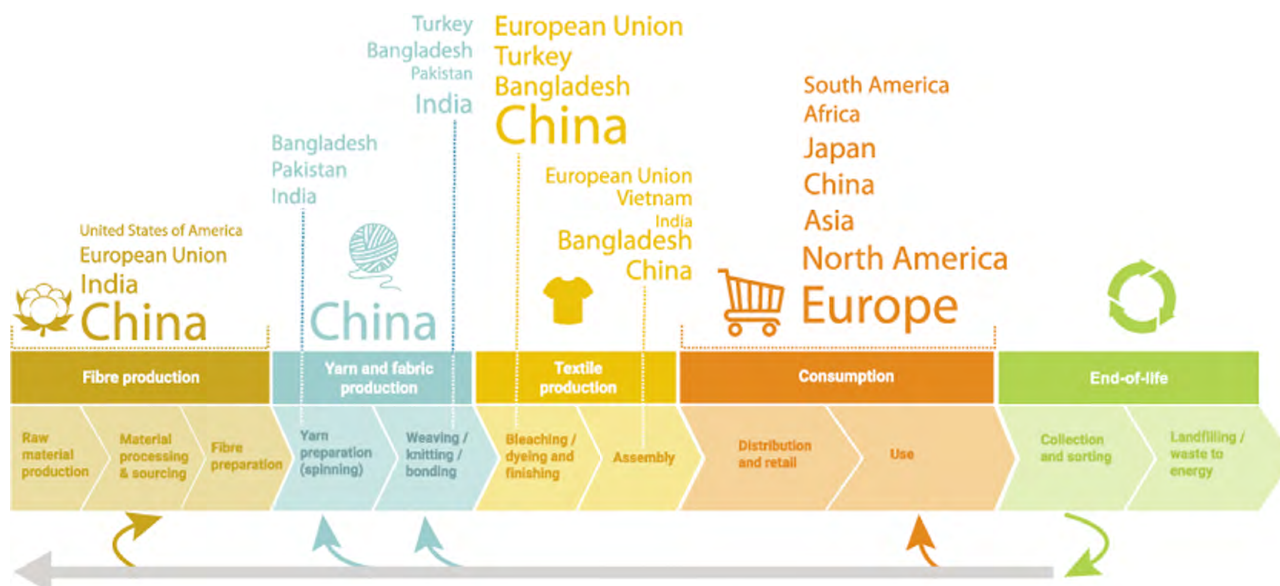 United States of America
European Union
India
China
Bangladesh
Pakistan
India
China
Turkey
Bangladesh
Pakistan
India
European Union
Turkey
Bangladesh
China
European Union
Vietnam
India
Bangladesh
China
South America
Africa
Japan
China
Asia
North America
Europe
Fibre production
Yarn and fabric
production
Textile
production
Consumption
End-of-life
Raw
material
production
Material
processing
& sourcing
Fibre
preparation
Yarn
preparation
(spinning)
Weaving /
knitting /
bonding
Bleaching /
dyeing and
finishing
Assembly
Distribution
and retail
Use
Collection
and sorting
Landfilling /
waste to
energy